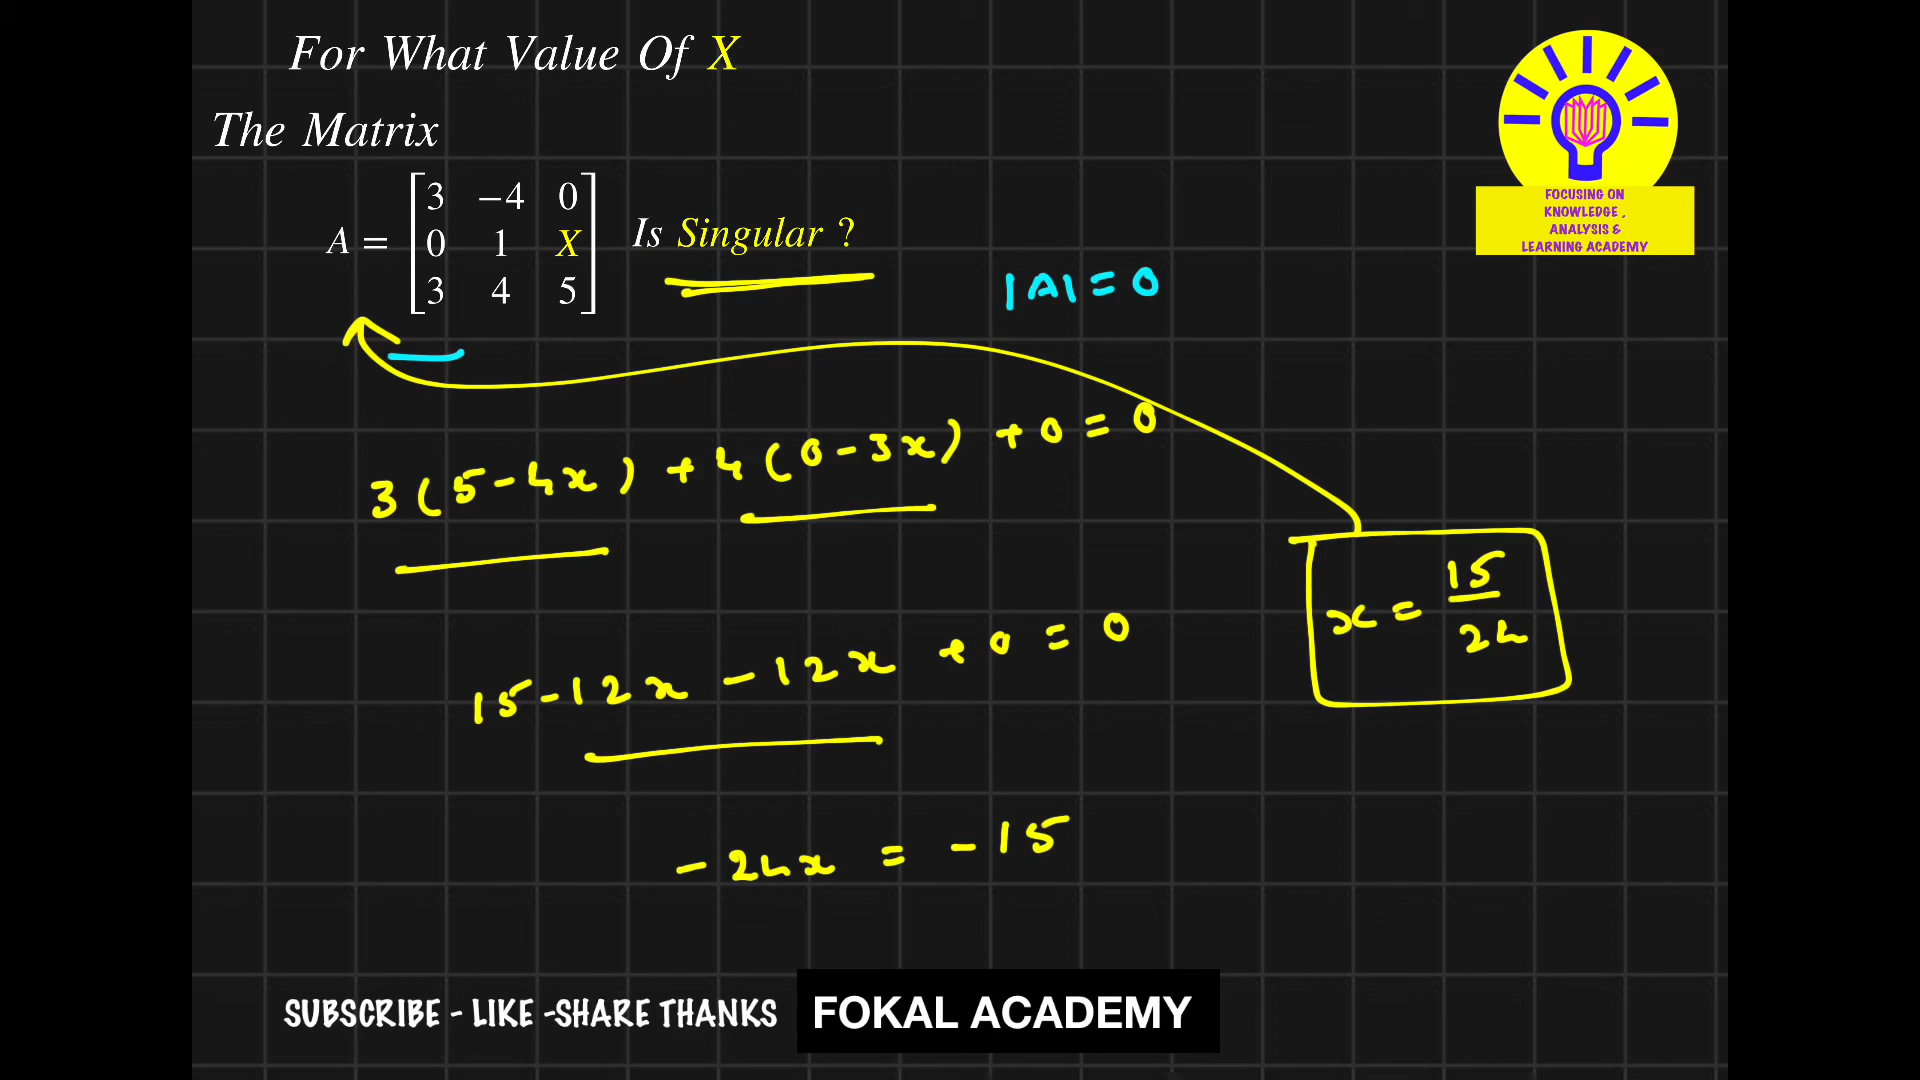 For What Value Of X
The Matrix
A = [3 −4 0
0 1 X
3 4 5] Is Singular ?
|A| = 0
3(5-4x) + 4(0-3x) + 0 = 0
15-12x -12x + 0 = 0
-24x = -15
x = 15/24
FOCUSING ON
KNOWLEDGE ,
ANALYSIS &
LEARNING ACADEMY
SUBSCRIBE - LIKE -SHARE THANKS
FOKAL ACADEMY